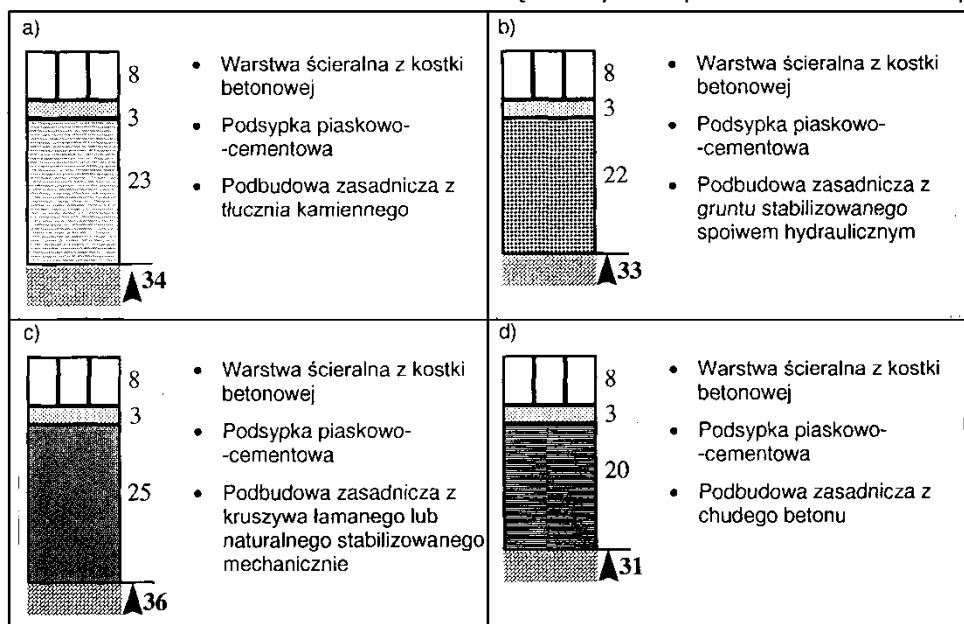 a)
8
3
23
34
• Warstwa ścieralna z kostki
betonowej
• Podsypka piaskowo-
-cementowa
• Podbudowa zasadnicza z
tłucznia kamiennego
b)
8
3
22
33
• Warstwa ścieralna z kostki
betonowej
• Podsypka piaskowo-
-cementowa
• Podbudowa zasadnicza z
gruntu stabilizowanego
spoiwem hydraulicznym
c)
8
3
25
36
• Warstwa ścieralna z kostki
betonowej
• Podsypka piaskowo-
-cementowa
• Podbudowa zasadnicza z
kruszywa łamanego lub
naturalnego stabilizowanego
mechanicznie
d)
8
3
20
31
• Warstwa ścieralna z kostki
betonowej
• Podsypka piaskowo-
-cementowa
• Podbudowa zasadnicza z
chudego betonu